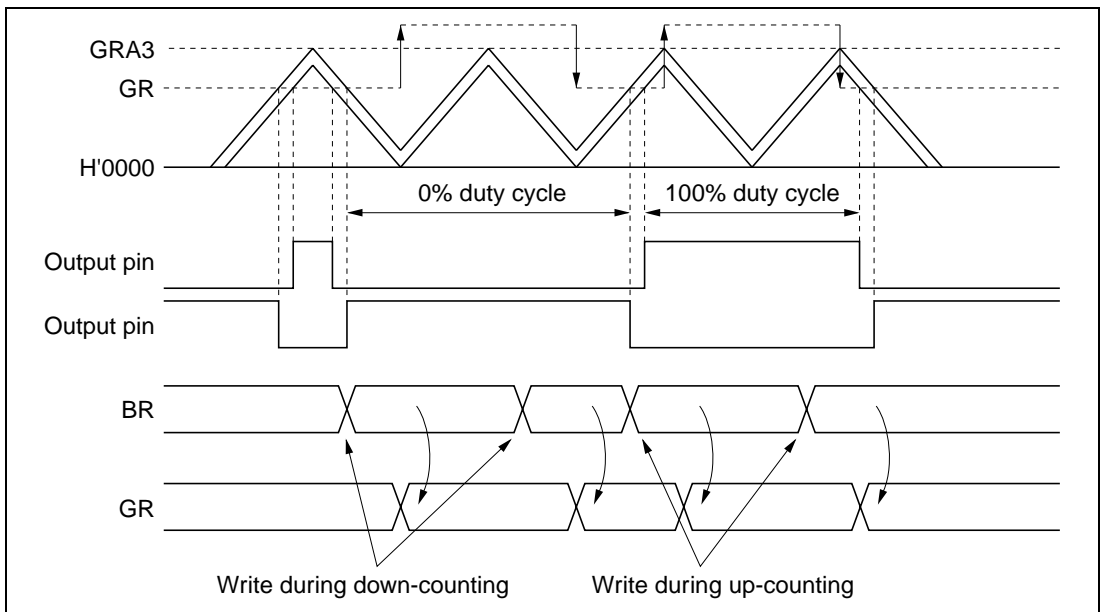 GRA3
GR
H'0000
0% duty cycle 100% duty cycle
Output pin
Output pin
BR
GR
Write during down-counting Write during up-counting